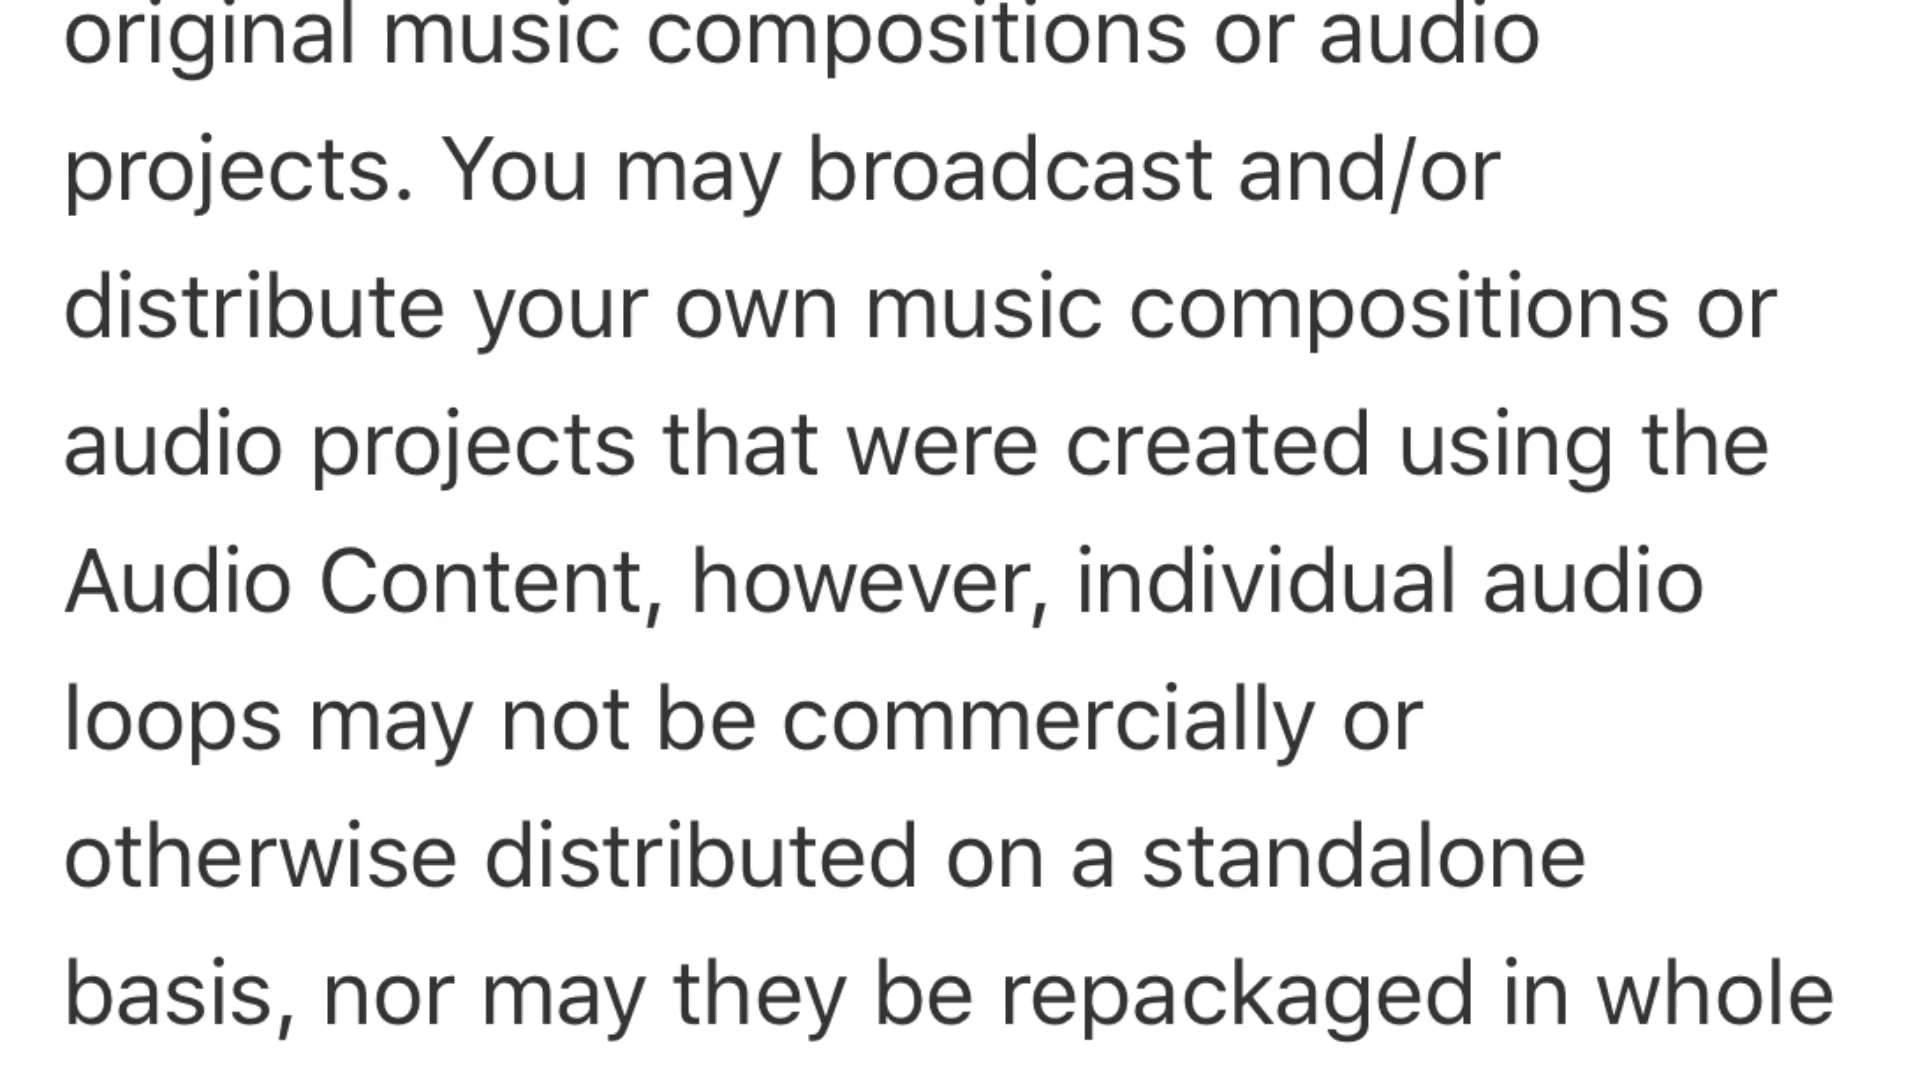 original music compositions or audio
projects. You may broadcast and/or
distribute your own music compositions or
audio projects that were created using the
Audio Content, however, individual audio
loops may not be commercially or
otherwise distributed on a standalone
basis, nor may they be repackaged in whole